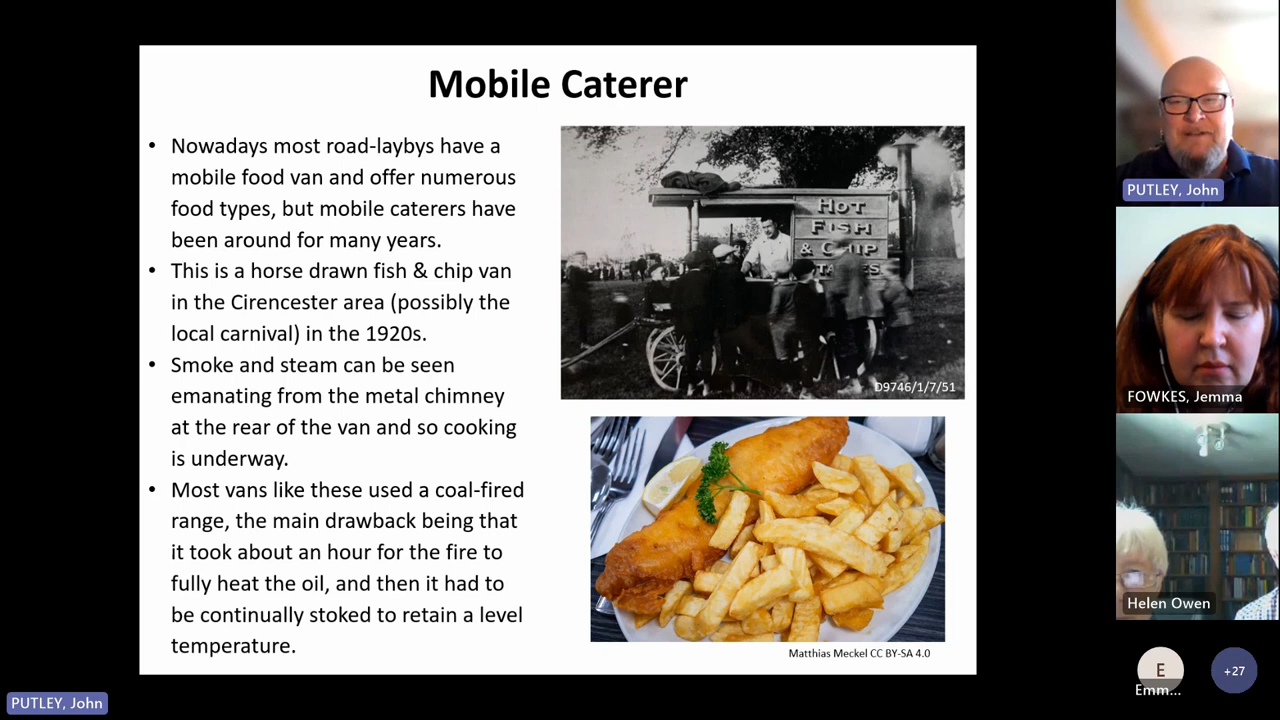 Mobile Caterer
• Nowadays most road-laybys have a
mobile food van and offer numerous
food types, but mobile caterers have
been around for many years.
• This is a horse drawn fish & chip van
in the Cirencester area (possibly the
local carnival) in the 1920s.
• Smoke and steam can be seen
emanating from the metal chimney
at the rear of the van and so cooking
is underway.
• Most vans like these used a coal-fired
range, the main drawback being that
it took about an hour for the fire to
fully heat the oil, and then it had to
be continually stoked to retain a level
temperature.
HOT
FISH
& CHIP
D9746/1/7/51
Matthias Meckel CC BY-SA 4.0
PUTLEY, John
FOWKES, Jemma
Helen Owen
E
Emm...
+27
PUTLEY, John